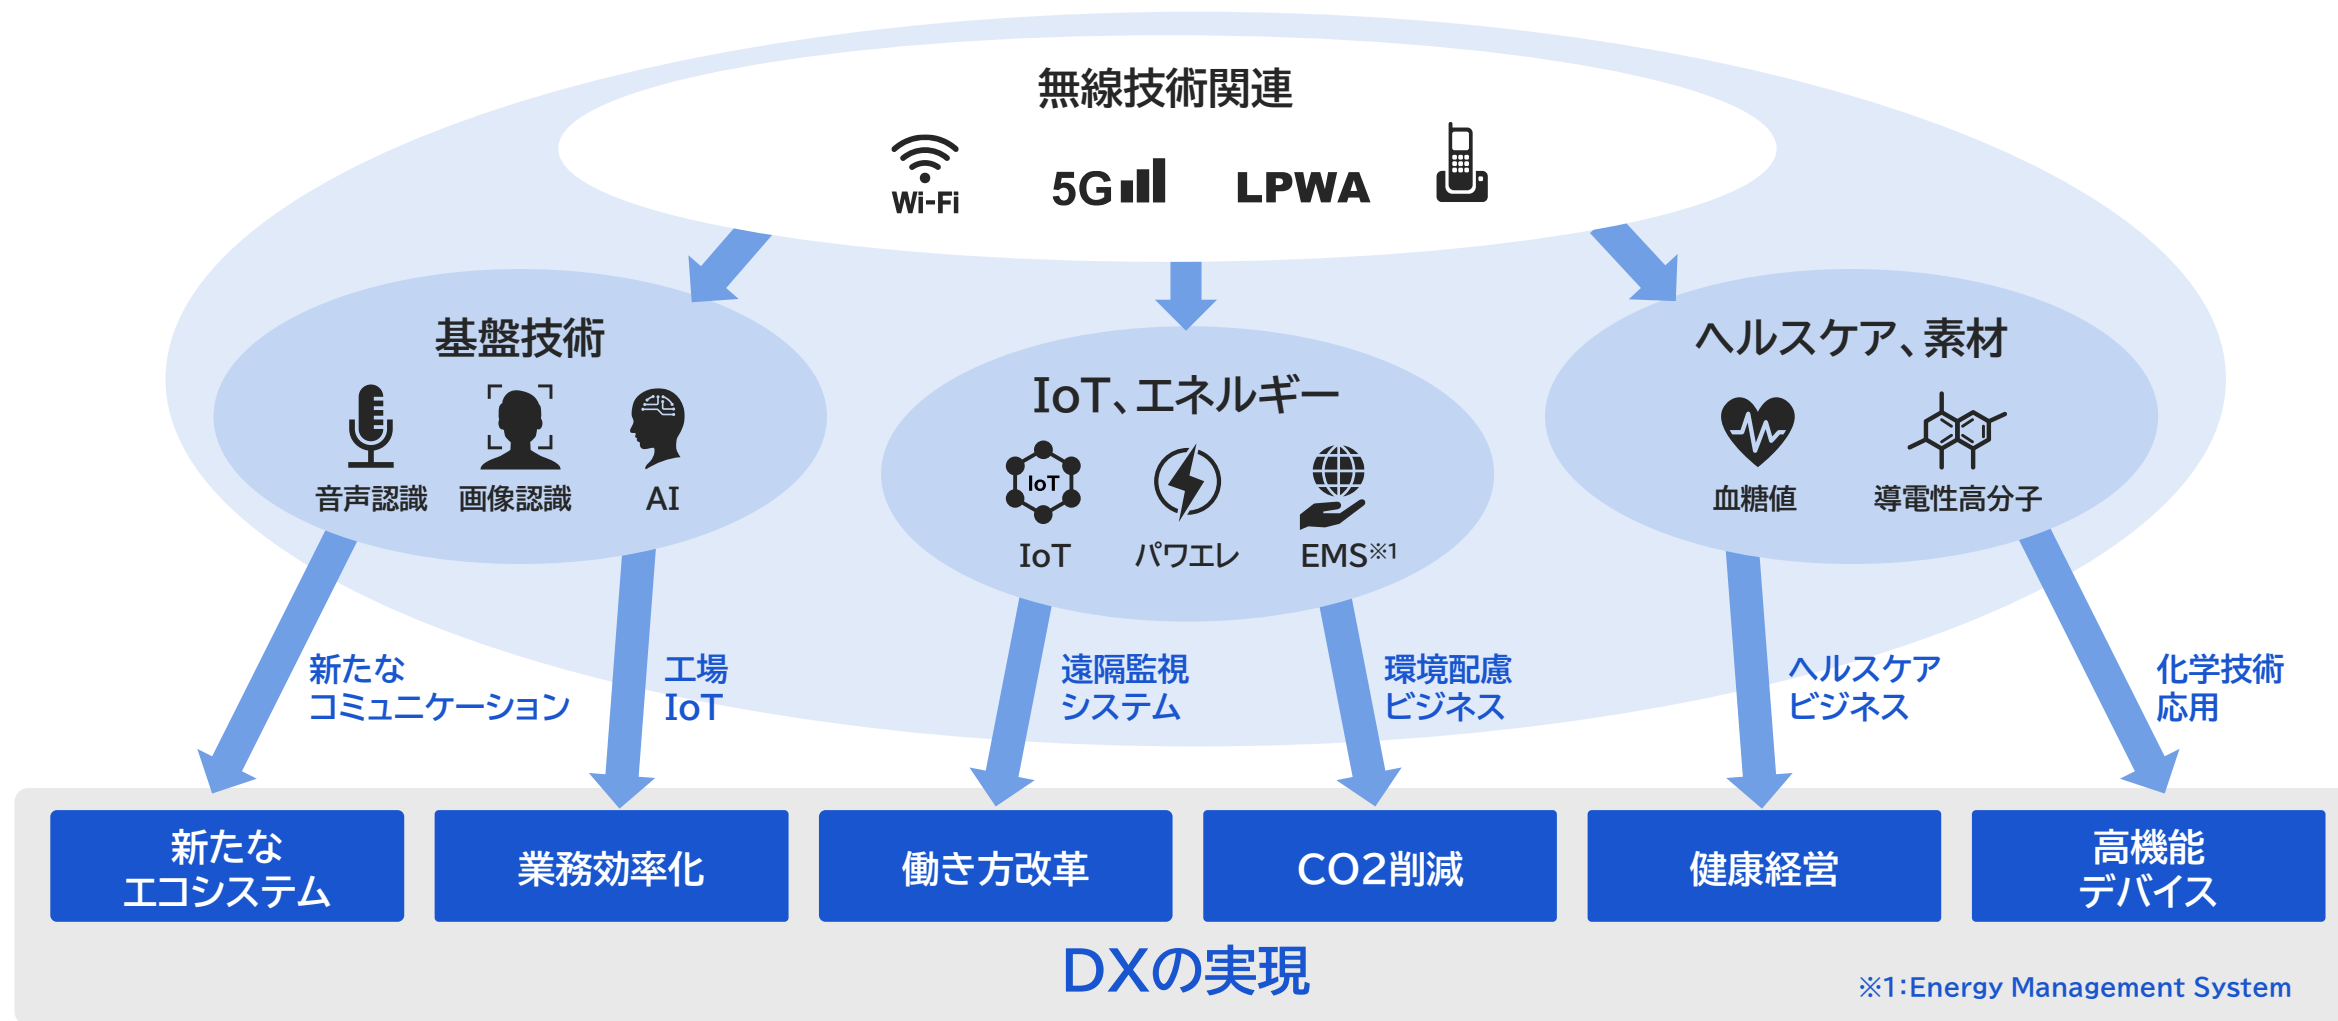 無線技術関連
Wi-Fi
5G
LPWA
基盤技術
音声認識
画像認識
AI
IoT、エネルギー
IoT
IoT
パワエレ
EMS※1
ヘルスケア、素材
血糖値
導電性高分子
新たな
コミュニケーション
工場
IoT
遠隔監視
システム
環境配慮
ビジネス
ヘルスケア
ビジネス
化学技術
応用
新たな
エコシステム
業務効率化
働き方改革
CO2削減
健康経営
高機能
デバイス
DXの実現
※1：Energy Management System